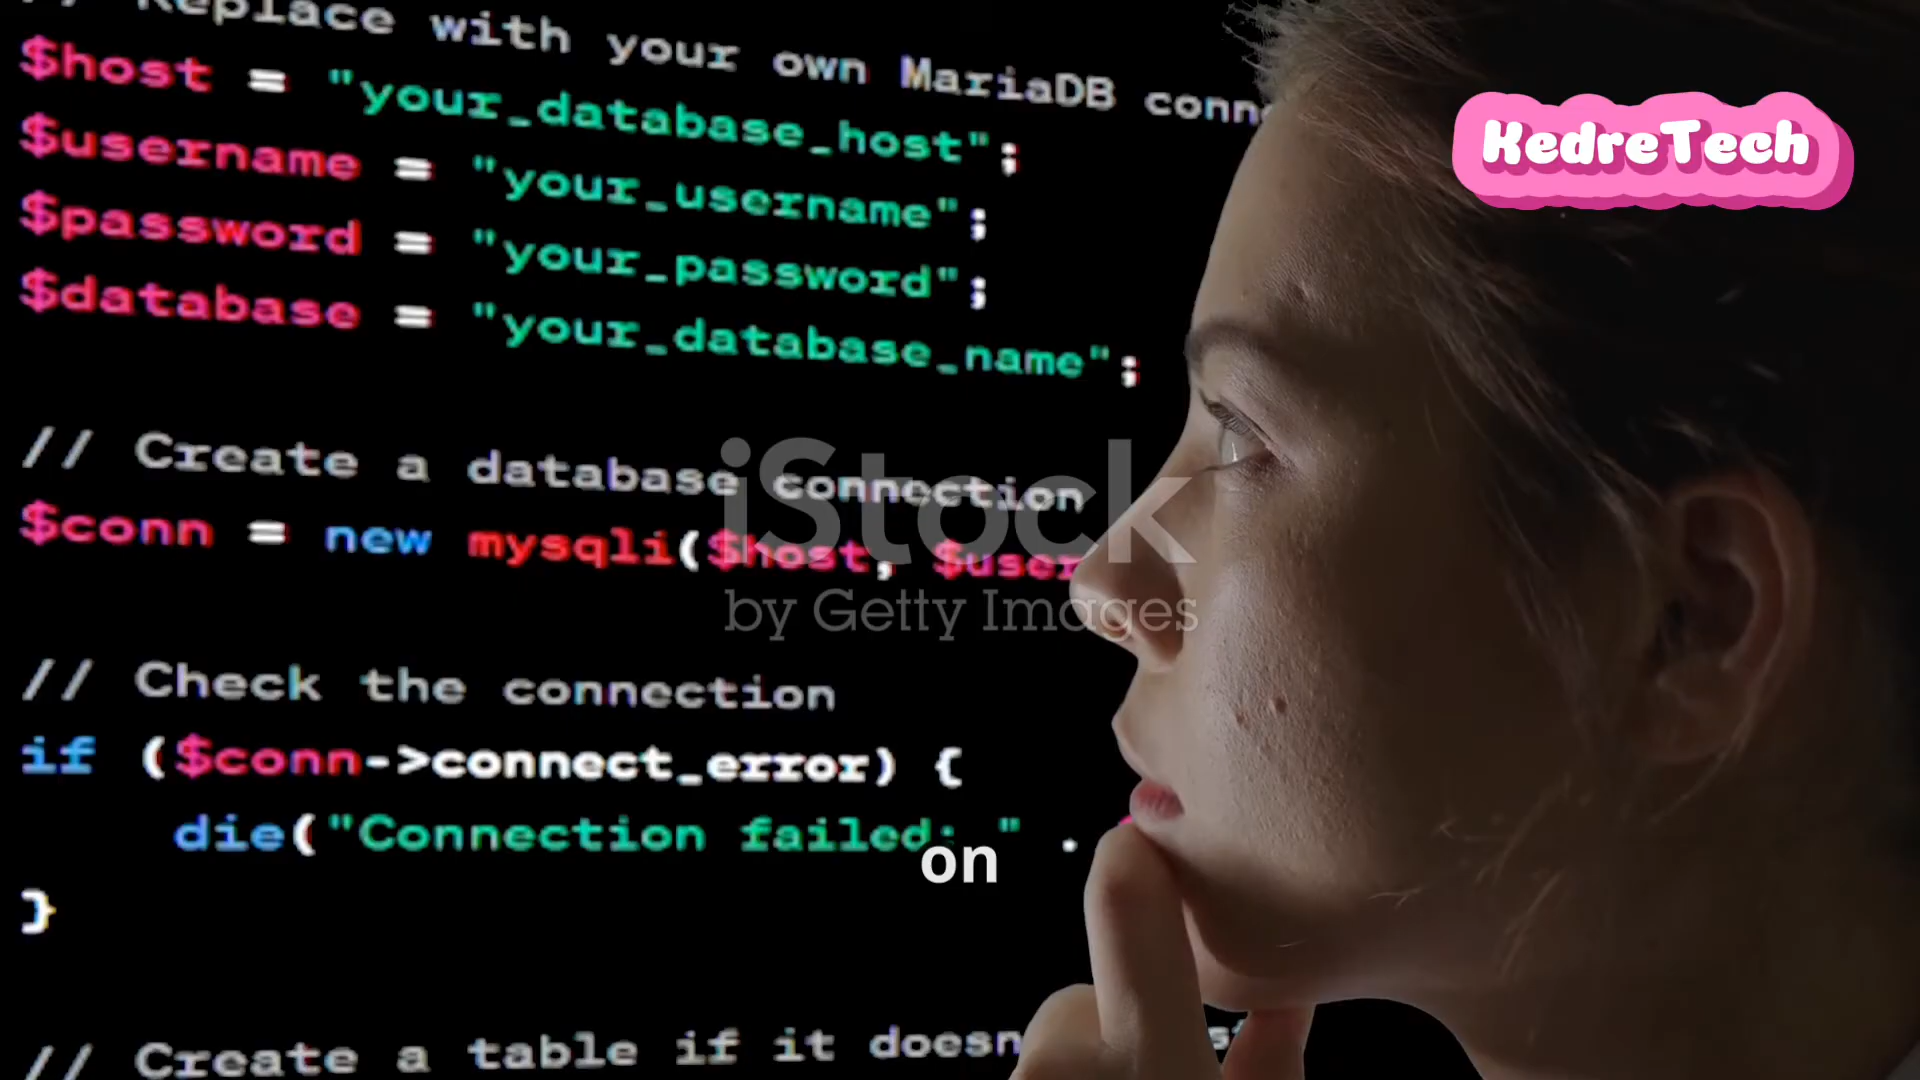 // Replace with your own MariaDB conn
$host = "your_database_host";
$username = "your_username";
$password = "your_password";
$database = "your_database_name";
// Create a database connection
$conn = new mysqli($host, $user
// Check the connection
if ($conn->connect_error) {
die("Connection failed: " .
}
// Create a table if it doesn
KedreTech
iStock
by Getty Images
on